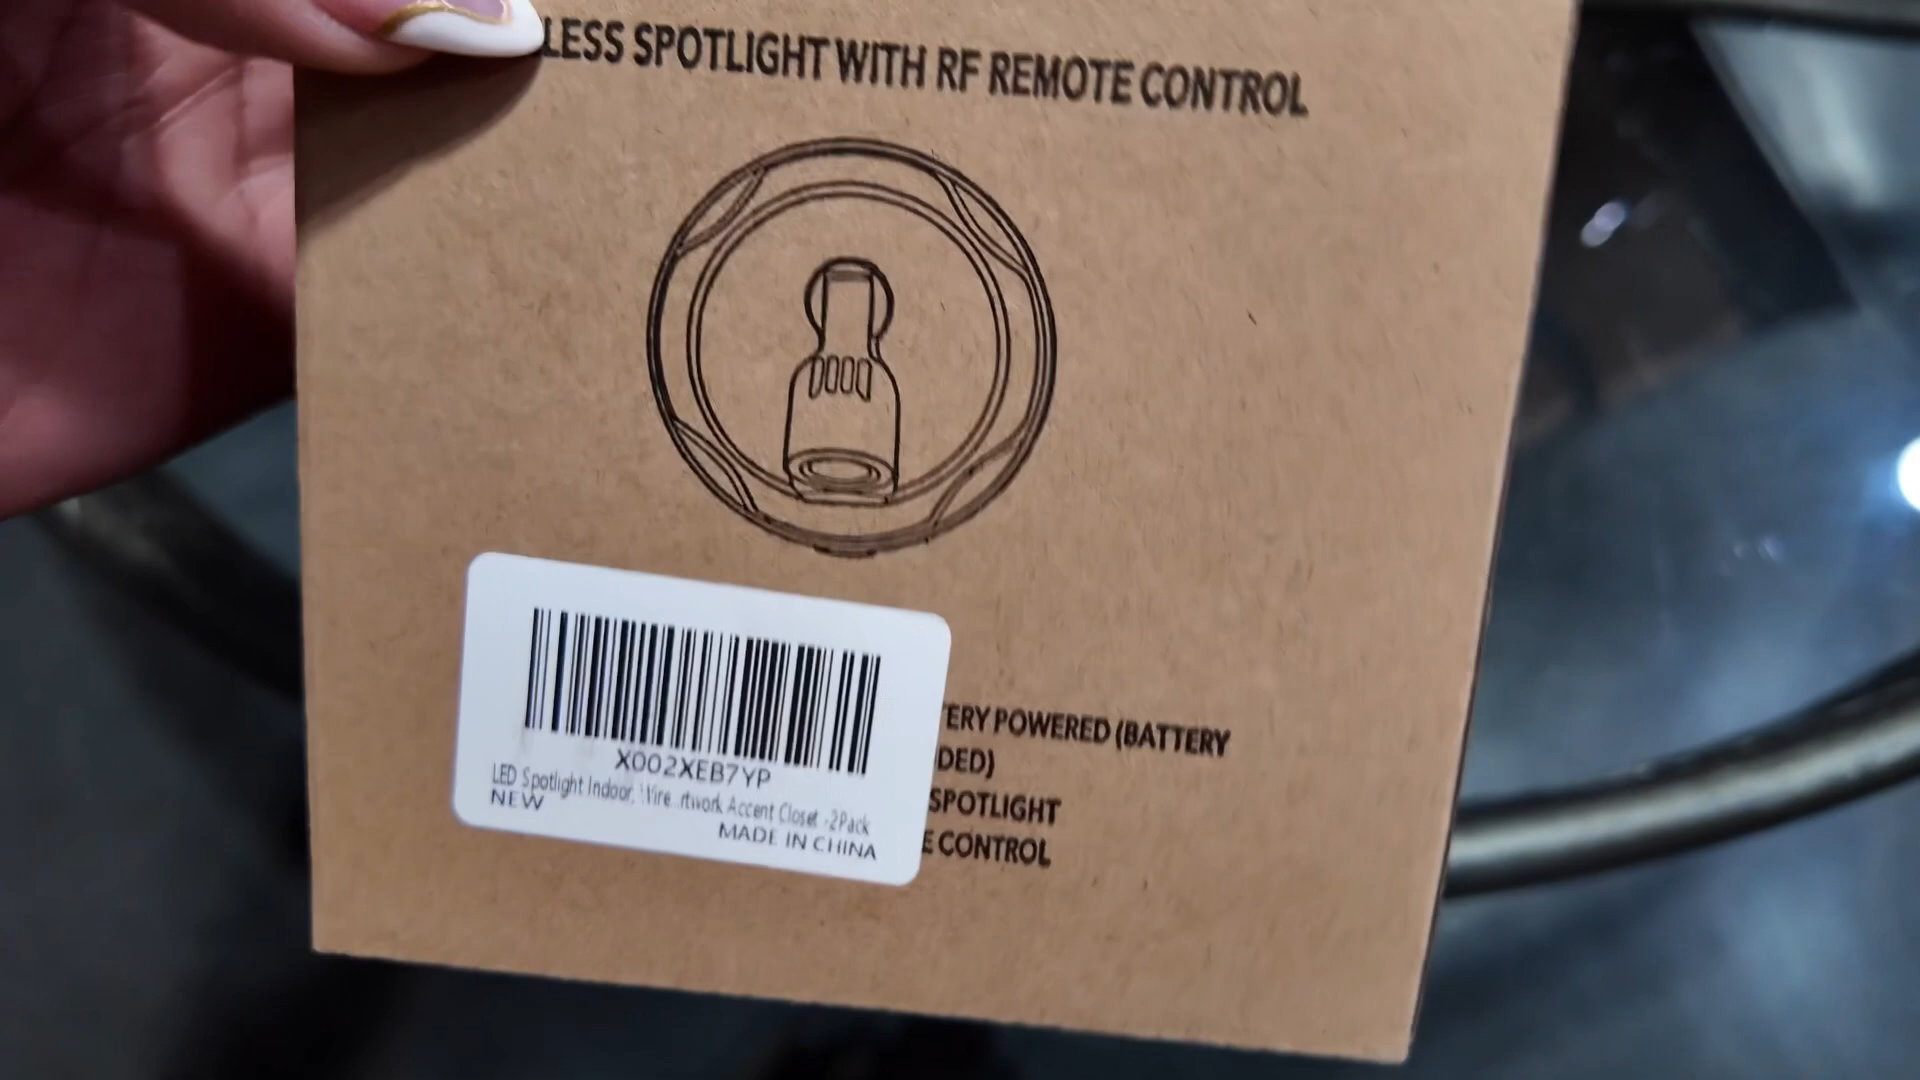 LESS SPOTLIGHT WITH RF REMOTE CONTROL
X002XEB7YP
LED Spotlight Indoor, Wire...rtwork Accent Closet -2Pack
NEW
MADE IN CHINA
ERY POWERED (BATTERY
DED)
SPOTLIGHT
E CONTROL